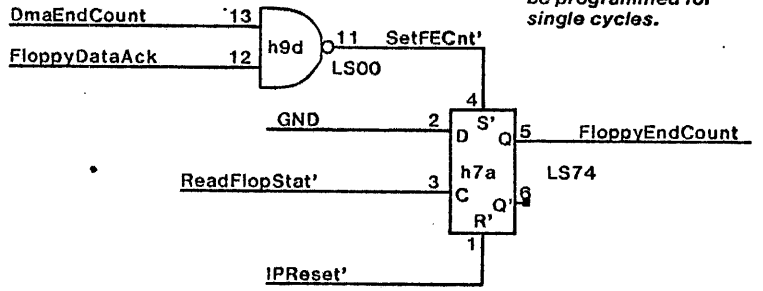 be programmed for
single cycles.
DmaEndCount 13
h9d
11 SetFECnt'
FloppyDataAck 12
LS00
4
GND 2
S'
D Q 5 FloppyEndCount
h7a LS74
ReadFlopStat' 3
C
Q' 6
R'
1
IPReset'